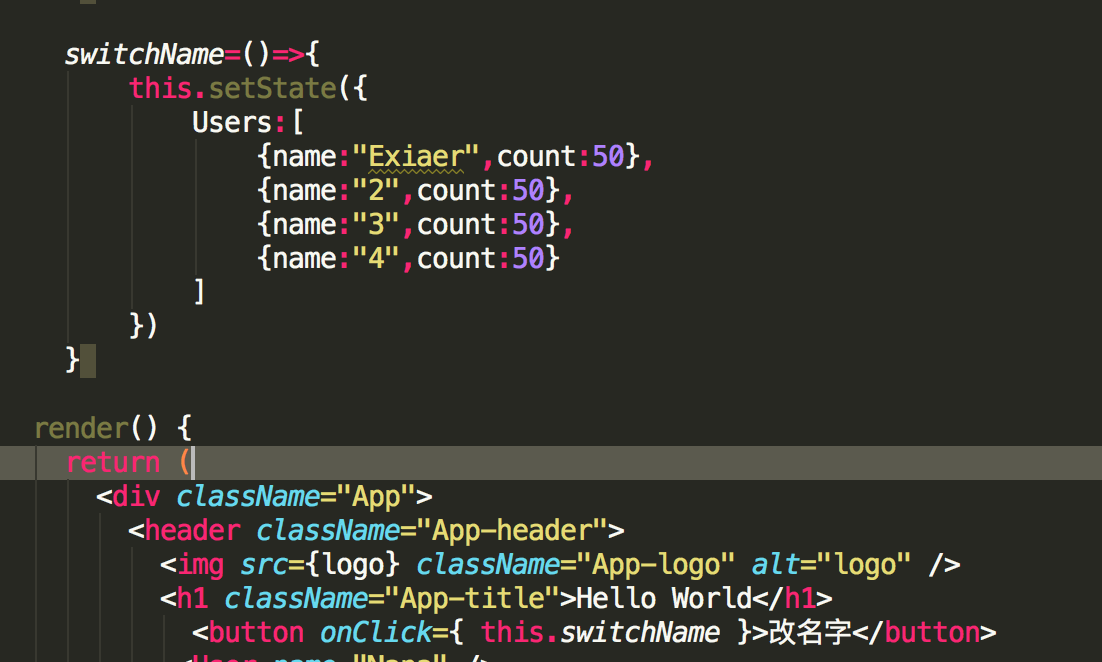 switchName=()=>{
this.setState({
Users:[
{name:"Exiaer",count:50},
{name:"2",count:50},
{name:"3",count:50},
{name:"4",count:50}
]
})
}
render() {
return (
<div className="App">
<header className="App-header">
<img src={logo} className="App-logo" alt="logo" />
<h1 className="App-title">Hello World</h1>
<button onClick={ this.switchName }>改名字</button>